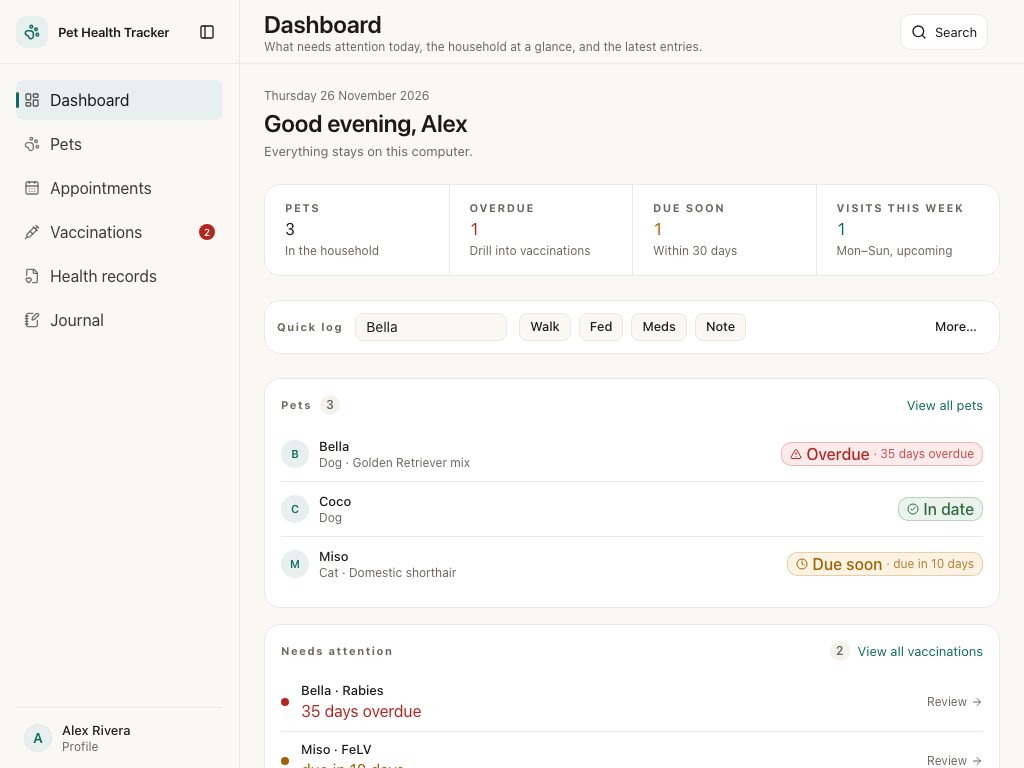 Pet Health Tracker
Dashboard
Pets
Appointments
Vaccinations
2
Health records
Journal
Alex Rivera
Profile
A
Dashboard
What needs attention today, the household at a glance, and the latest entries.
Search
Thursday 26 November 2026
Good evening, Alex
Everything stays on this computer.
PETS
3
In the household
OVERDUE
1
Drill into vaccinations
DUE SOON
1
Within 30 days
VISITS THIS WEEK
1
Mon–Sun, upcoming
Quick log
Bella
Walk
Fed
Meds
Note
More...
Pets
3
View all pets
B
Bella
Dog · Golden Retriever mix
Overdue · 35 days overdue
C
Coco
Dog
In date
M
Miso
Cat · Domestic shorthair
Due soon · due in 10 days
Needs attention
2
View all vaccinations
Bella · Rabies
35 days overdue
Review →
Miso · FeLV
due in 10 days
Review →